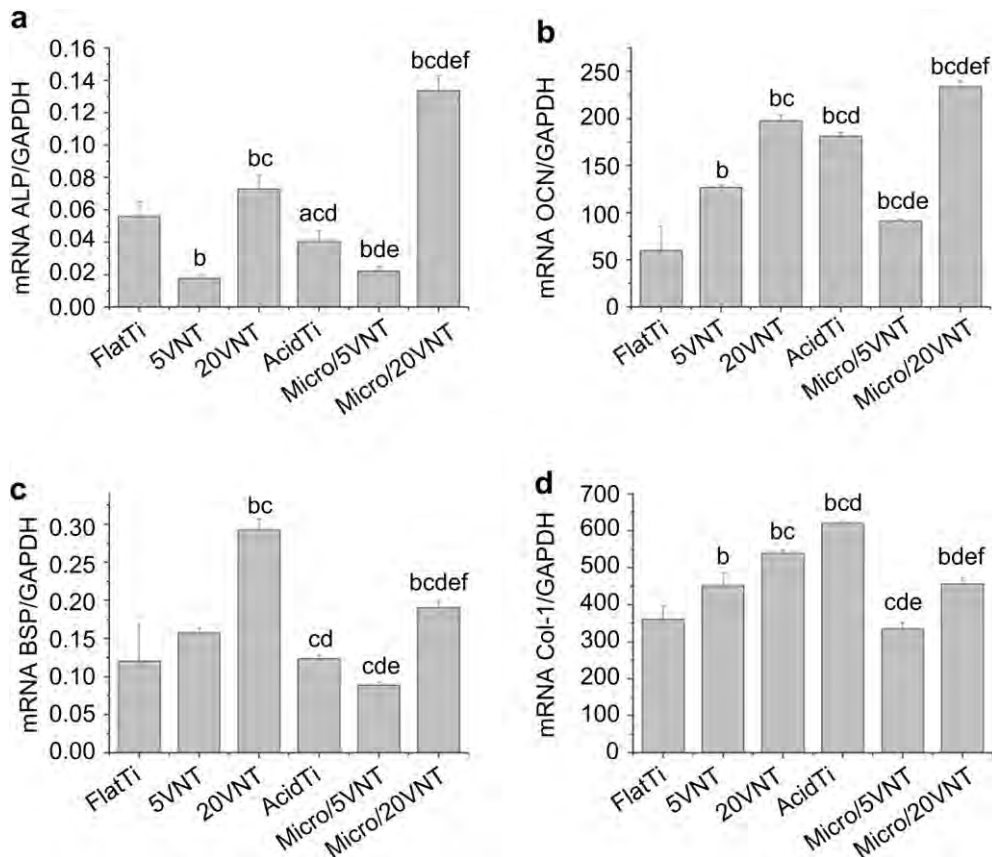 a
mRNA ALP/GAPDH
0.16
0.14
0.12
0.10
0.08
0.06
0.04
0.02
0.00
b
bc
acd
bde
bcdef
FlatTi
5VNT
20VNT
AcidTi
Micro/5VNT
Micro/20VNT
b
mRNA OCN/GAPDH
250
200
150
100
50
0
b
bc
bcd
bcde
bcdef
FlatTi
5VNT
20VNT
AcidTi
Micro/5VNT
Micro/20VNT
c
mRNA BSP/GAPDH
0.30
0.25
0.20
0.15
0.10
0.05
0.00
bc
cd
cde
bcdef
FlatTi
5VNT
20VNT
AcidTi
Micro/5VNT
Micro/20VNT
d
mRNA Col-1/GAPDH
700
600
500
400
300
200
100
0
b
bc
bcd
cde
bdef
FlatTi
5VNT
20VNT
AcidTi
Micro/5VNT
Micro/20VNT